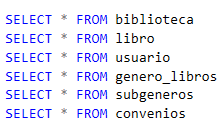 SELECT * FROM biblioteca
SELECT * FROM libro
SELECT * FROM usuario
SELECT * FROM genero_libros
SELECT * FROM subgeneros
SELECT * FROM convenios